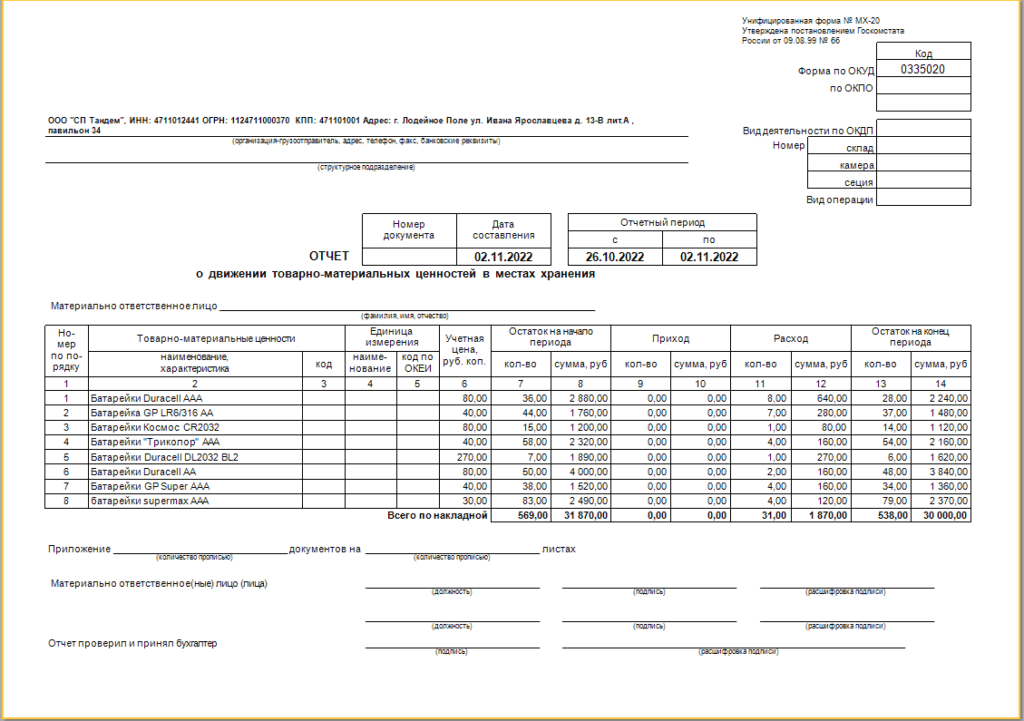 Унифицированная форма № МХ-20
Утверждена постановлением Госкомстата
России от 09.08.99 № 66
Код
Форма по ОКУД 0335020
по ОКПО
ООО "СП Тандем", ИНН: 4711012441 ОГРН: 1124711000370 КПП: 471101001 Адрес: г. Лодейное Поле ул. Ивана Ярославцева д. 13-В лит.А ,
павильон 34
(организация-грузоотправитель, адрес, телефон, факс, банковские реквизиты)
(структурное подразделение)
Вид деятельности по ОКДП
Номер склад
камера
сеция
Вид операции
Номер документа Дата составления Отчетный период
с по
ОТЧЕТ 02.11.2022 26.10.2022 02.11.2022
о движении товарно-материальных ценностей в местах хранения
Материально ответственное лицо
(фамилия, имя, отчество)
Но-мер по по-рядку Товарно-материальные ценности Единица измерения Учетная цена, руб. коп. Остаток на начало периода Приход Расход Остаток на конец периода
наименование, характеристика код наиме-нование код по ОКЕИ кол-во сумма, руб кол-во сумма, руб кол-во сумма, руб кол-во сумма, руб
1 2 3 4 5 6 7 8 9 10 11 12 13 14
1 Батарейки Duracell AAA 80,00 36,00 2 880,00 0,00 0,00 8,00 640,00 28,00 2 240,00
2 Батарейка GP LR6/316 AA 40,00 44,00 1 760,00 0,00 0,00 7,00 280,00 37,00 1 480,00
3 Батарейки Космос CR2032 80,00 15,00 1 200,00 0,00 0,00 1,00 80,00 14,00 1 120,00
4 Батарейки "Триколор" AAA 40,00 58,00 2 320,00 0,00 0,00 4,00 160,00 54,00 2 160,00
5 Батарейки Duracell DL2032 BL2 270,00 7,00 1 890,00 0,00 0,00 1,00 270,00 6,00 1 620,00
6 Батарейки Duracell AA 80,00 50,00 4 000,00 0,00 0,00 2,00 160,00 48,00 3 840,00
7 Батарейки GP Super AAA 40,00 38,00 1 520,00 0,00 0,00 4,00 160,00 34,00 1 360,00
8 батарейки supermax AAA 30,00 83,00 2 490,00 0,00 0,00 4,00 120,00 79,00 2 370,00
Всего по накладной 569,00 31 870,00 0,00 0,00 31,00 1 870,00 538,00 30 000,00
Приложение документов на листах
(количество прописью) (количество прописью)
Материально ответственное(ные) лицо (лица)
(должность) (подпись) (расшифровка подписи)
(должность) (подпись) (расшифровка подписи)
Отчет проверил и принял бухгалтер
(подпись) (расшифровка подписи)